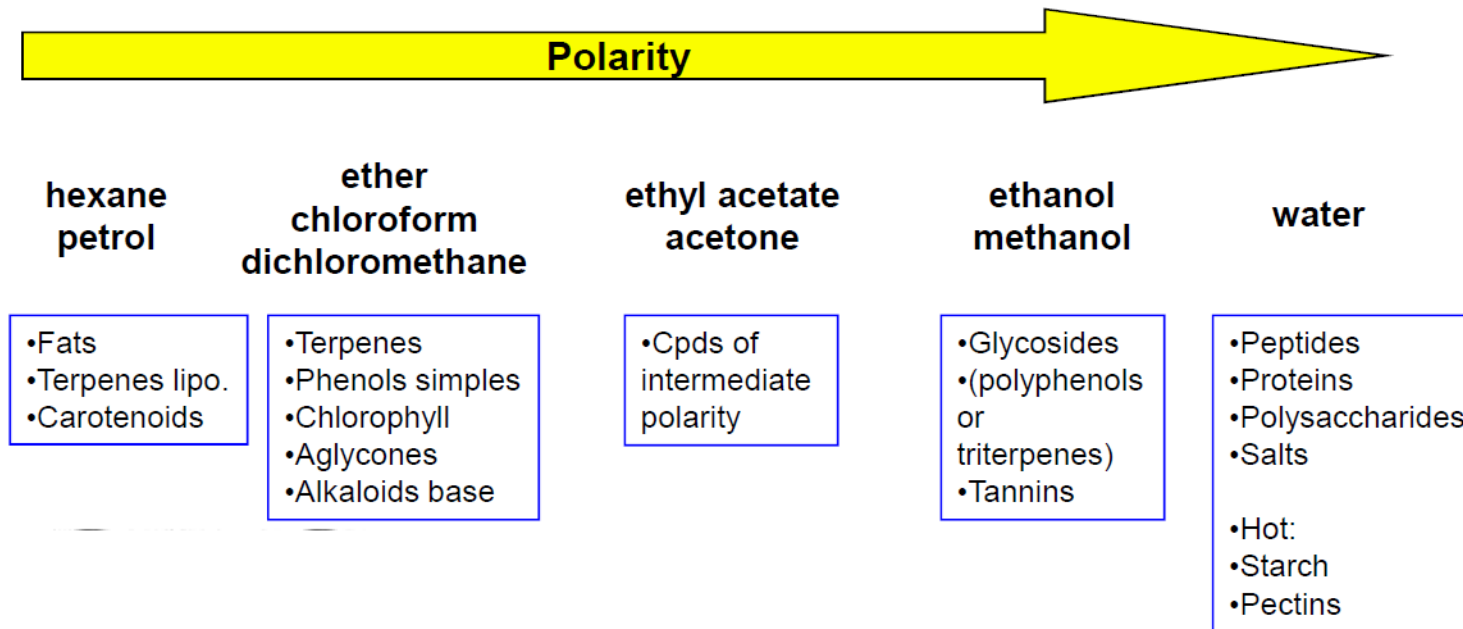 Polarity
hexane
petrol
ether
chloroform
dichloromethane
ethyl acetate
acetone
ethanol
methanol
water
•Fats
•Terpenes lipo.
•Carotenoids
•Terpenes
•Phenols simples
•Chlorophyll
•Aglycones
•Alkaloids base
•Cpds of
intermediate
polarity
•Glycosides
•(polyphenols
or
triterpenes)
•Tannins
•Peptides
•Proteins
•Polysaccharides
•Salts
•Hot:
•Starch
•Pectins